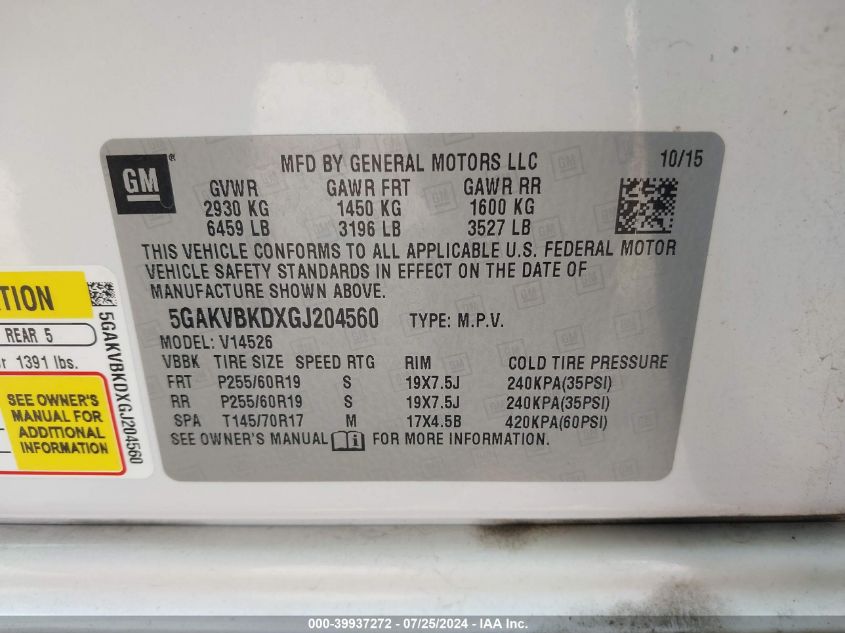 GM ®
MFD BY GENERAL MOTORS LLC 10/15
GVWR GAWR FRT GAWR RR
2930 KG 1450 KG 1600 KG
6459 LB 3196 LB 3527 LB
THIS VEHICLE CONFORMS TO ALL APPLICABLE U.S. FEDERAL MOTOR
VEHICLE SAFETY STANDARDS IN EFFECT ON THE DATE OF
MANUFACTURE SHOWN ABOVE.
5GAKVBKDXGJ204560 TYPE: M.P.V.
MODEL: V14526
VBBK TIRE SIZE SPEED RTG RIM COLD TIRE PRESSURE
FRT P255/60R19 S 19X7.5J 240KPA(35PSI)
RR P255/60R19 S 19X7.5J 240KPA(35PSI)
SPA T145/70R17 M 17X4.5B 420KPA(60PSI)
SEE OWNER'S MANUAL FOR MORE INFORMATION.
REAR 5
1391 lbs.
SEE OWNER'S
MANUAL FOR
ADDITIONAL
INFORMATION
5GAKVBKDXGJ204560
000-39937272 - 07/25/2024 - IAA Inc.